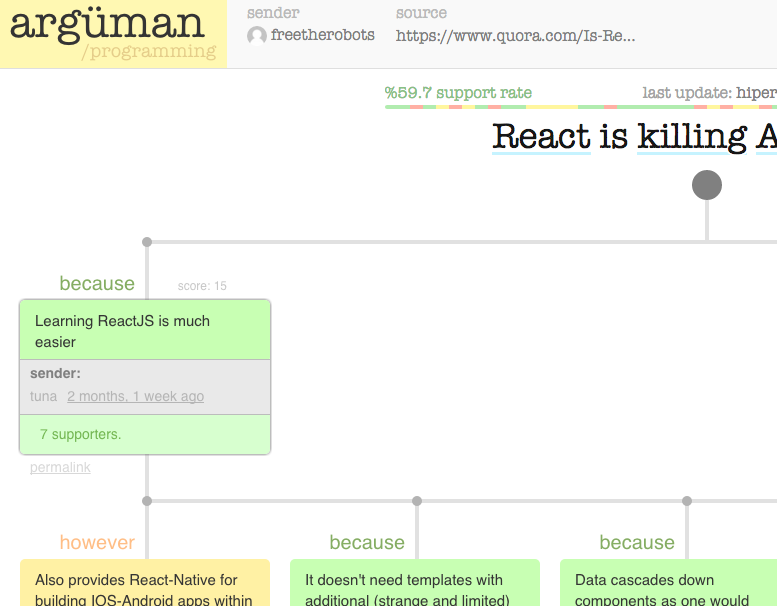 argüman
/programming
sender
freetherobots
source
https://www.quora.com/Is-Re...
%59.7 support rate
last update: hiper
React is killing A
because
score: 15
Learning ReactJS is much
easier
sender:
tuna 2 months, 1 week ago
7 supporters.
permalink
however
because
because
Also provides React-Native for
building IOS-Android apps within
It doesn't need templates with
additional (strange and limited)
Data cascades down
components as one would